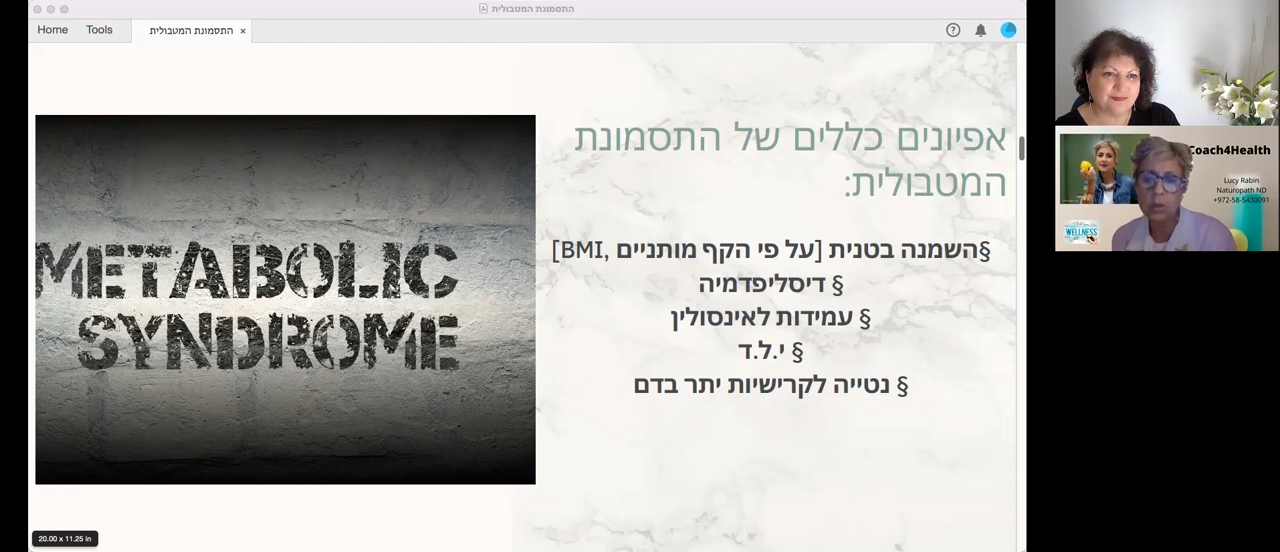 התסמונת המטבולית
Home
Tools
התסמונת המטבולית ×
אפיונים כללים של התסמונת
המטבולית:
§השמנה בטנית [על פי הקף מותניים ,BMI]
§ דיסליפדמיה
§ עמידות לאינסולין
§ י.ל.ד
§ נטייה לקרישיות יתר בדם
METABOLIC
SYNDROME
20.00 x 11.25 in
Coach4Health
Lucy Rabin
Naturopath ND
+972-58-5430091
WELLNESS